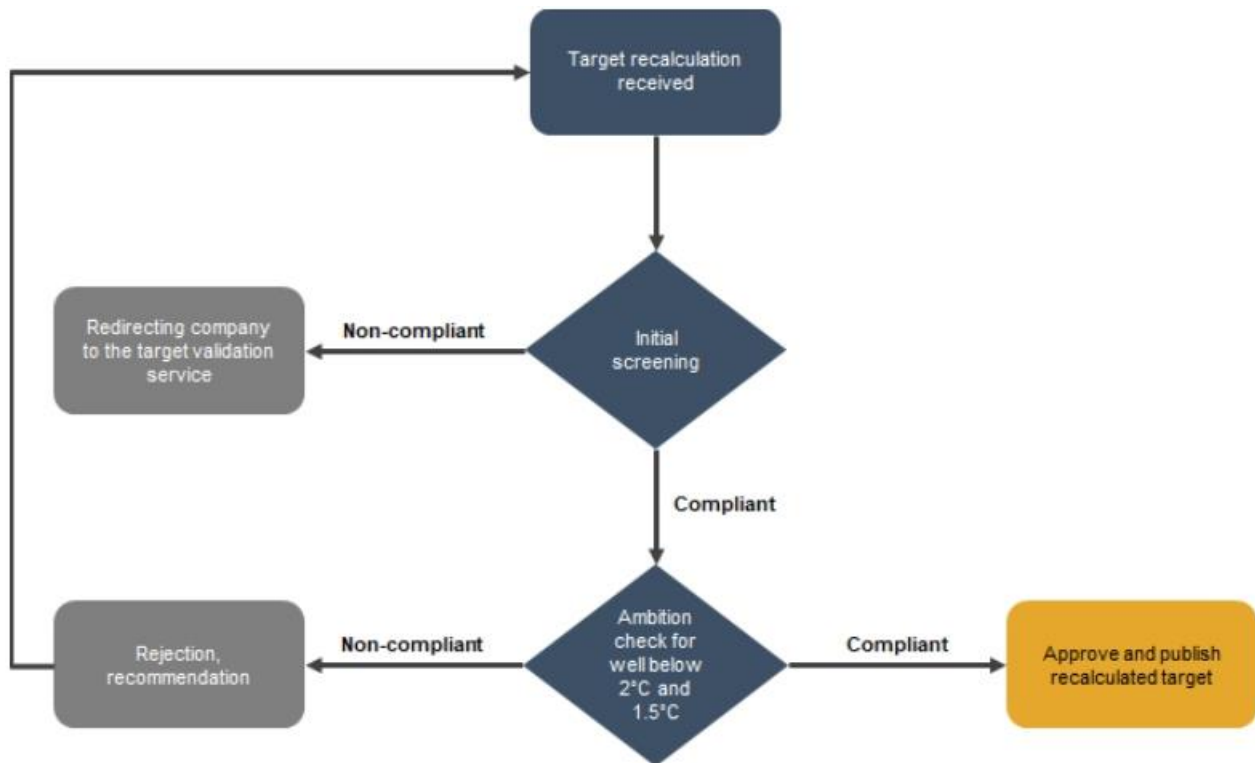 Target recalculation
received
Redirecting company
to the target validation
service
Non-compliant
Initial
screening
Compliant
Rejection,
recommendation
Non-compliant
Ambition
check for
well below
2°C and
1.5°C
Compliant
Approve and publish
recalculated target